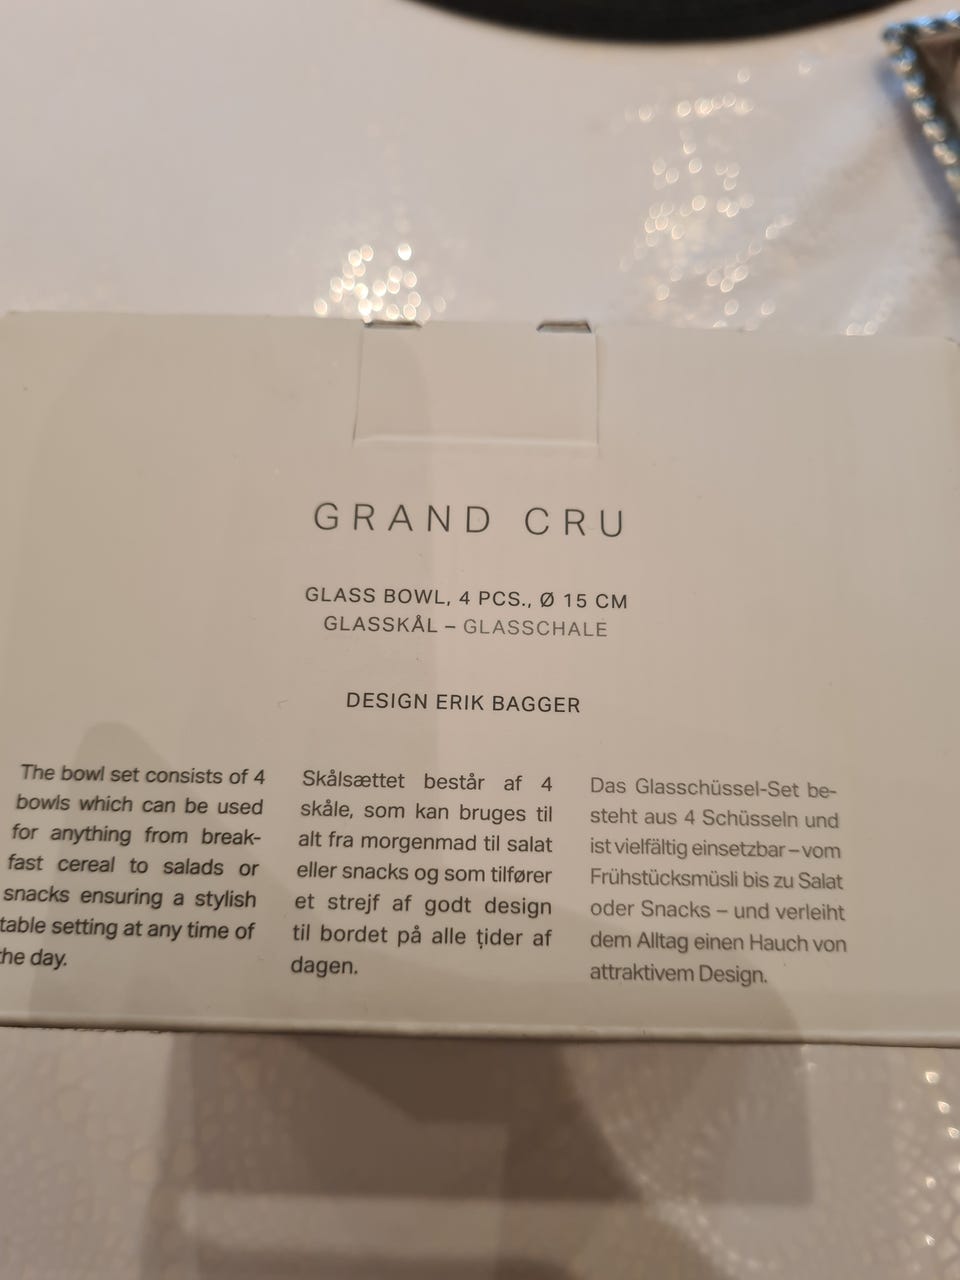 GRAND CRU
GLASS BOWL, 4 PCS., Ø 15 CM
GLASSKÅL – GLASSCHALE
DESIGN ERIK BAGGER
The bowl set consists of 4
bowls which can be used
for anything from break-
fast cereal to salads or
snacks ensuring a stylish
table setting at any time of
the day.
Skålsættet består af 4
skåle, som kan bruges til
alt fra morgenmad til salat
eller snacks og som tilfører
et strejf af godt design
til bordet på alle tider af
dagen.
Das Glasschüssel-Set be-
steht aus 4 Schüsseln und
ist vielfältig einsetzbar – vom
Frühstücksmüsli bis zu Salat
oder Snacks – und verleiht
dem Alltag einen Hauch von
attraktivem Design.